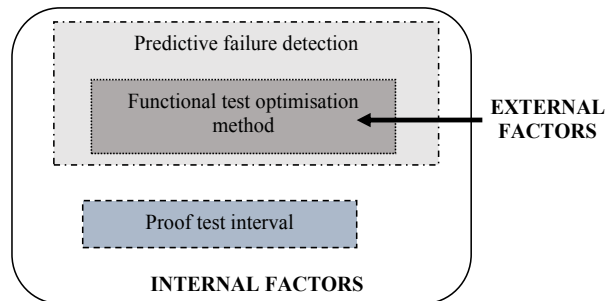 Predictive failure detection
Functional test optimisation
method
EXTERNAL
FACTORS
Proof test interval
INTERNAL FACTORS